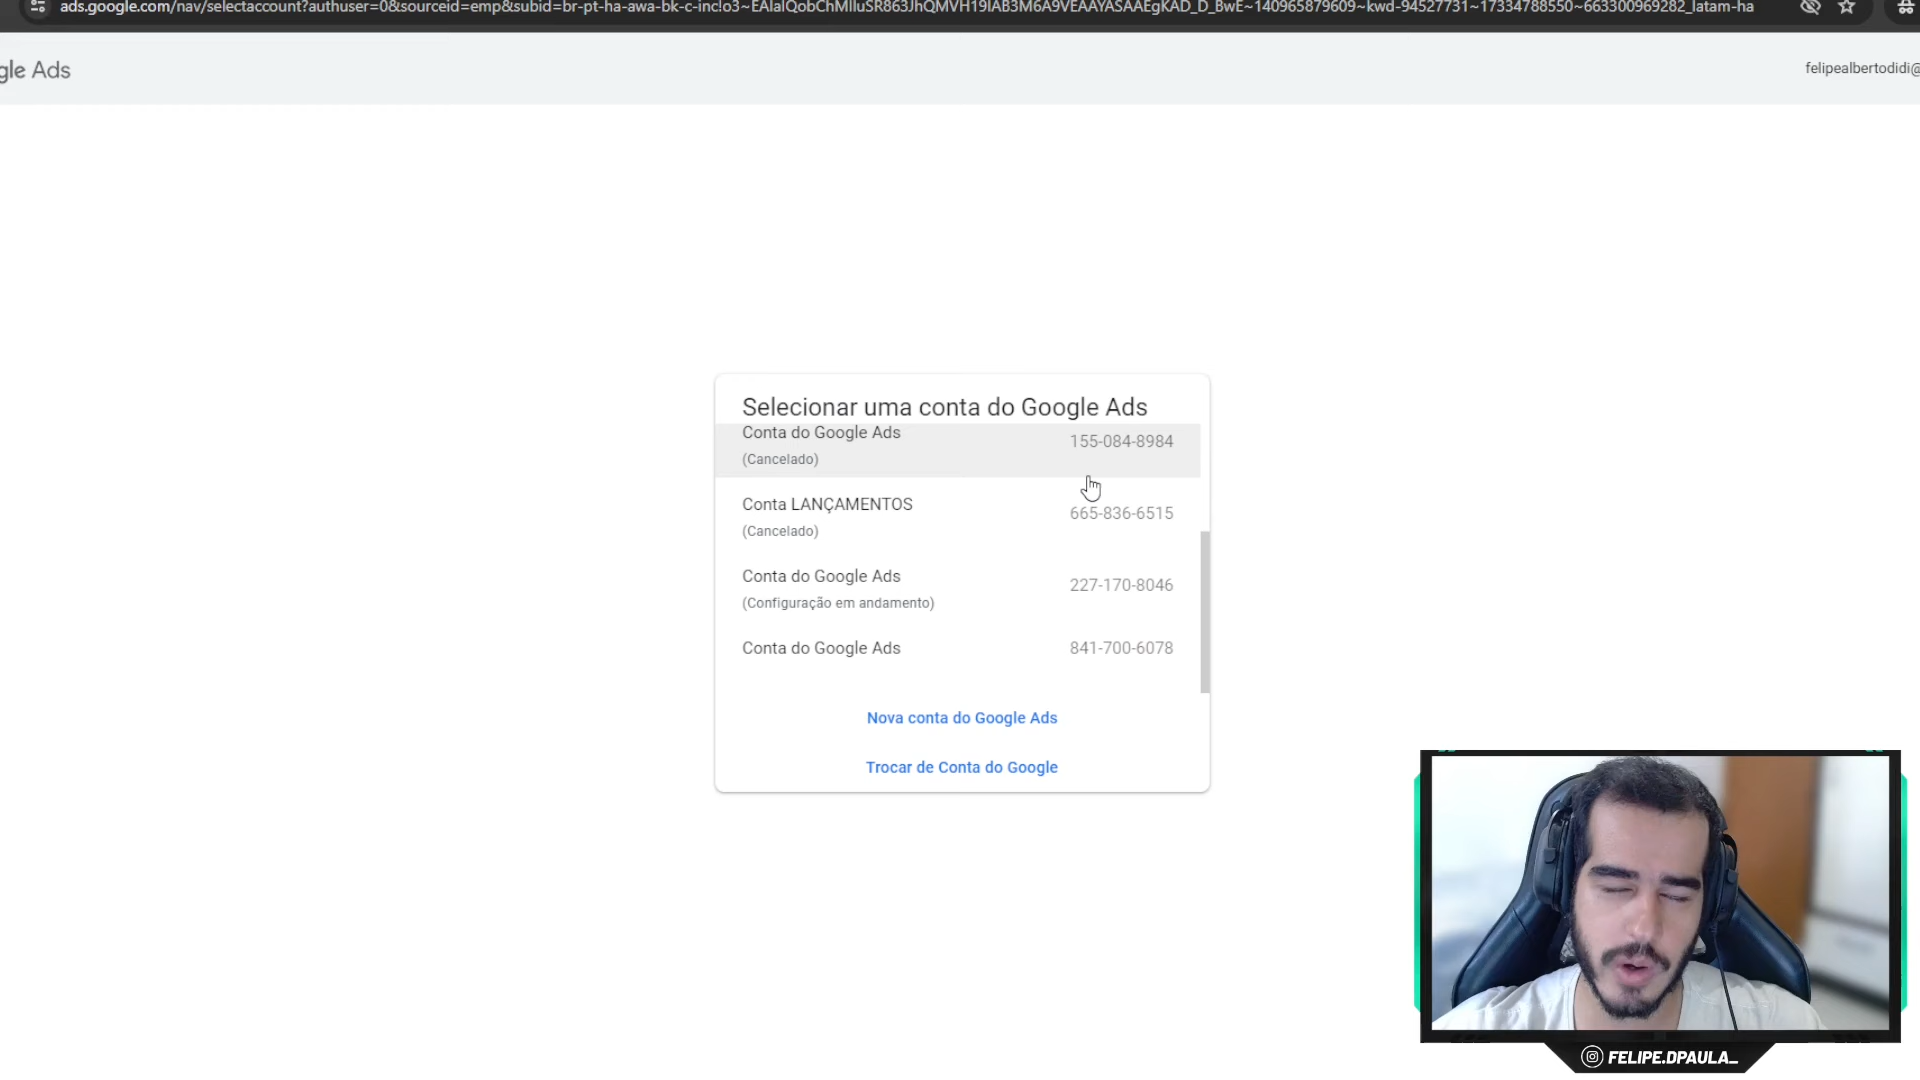 ads.google.com/nav/selectaccount?authuser=0&sourceid=emp&subid=br-pt-ha-awa-bk-c-inc!o3~EAIaIQobChMIluSR863JhQMVH19IAB3M6A9VEAAYASAAEgKAD_D_BwE~140965879609~kwd-94527731~17334788550~663300969282_latam-ha
gle Ads
felipealbertodidi@
Selecionar uma conta do Google Ads
Conta do Google Ads 155-084-8984
(Cancelado)
Conta LANÇAMENTOS 665-836-6515
(Cancelado)
Conta do Google Ads 227-170-8046
(Configuração em andamento)
Conta do Google Ads 841-700-6078
Nova conta do Google Ads
Trocar de Conta do Google
FELIPE.DPAULA_